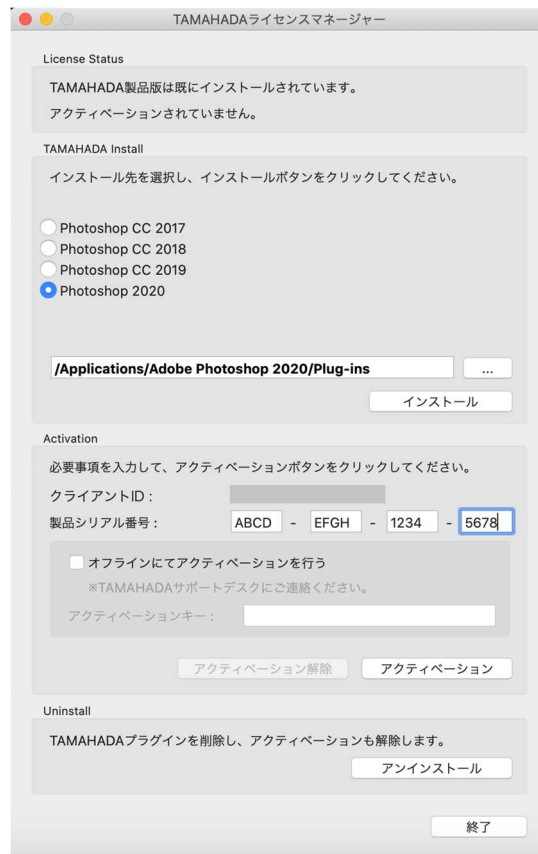 TAMAHADAライセンスマネージャー
License Status
TAMAHADA製品版は既にインストールされています。
アクティベーションされていません。
TAMAHADA Install
インストール先を選択し、インストールボタンをクリックしてください。
Photoshop CC 2017
Photoshop CC 2018
Photoshop CC 2019
Photoshop 2020
/Applications/Adobe Photoshop 2020/Plug-ins ...
インストール
Activation
必要事項を入力して、アクティベーションボタンをクリックしてください。
クライアントID :
製品シリアル番号 : ABCD - EFGH - 1234 - 5678
オフラインにてアクティベーションを行う
※TAMAHADAサポートデスクにご連絡ください。
アクティベーションキー :
アクティベーション解除 アクティベーション
Uninstall
TAMAHADAプラグインを削除し、アクティベーションも解除します。
アンインストール
終了